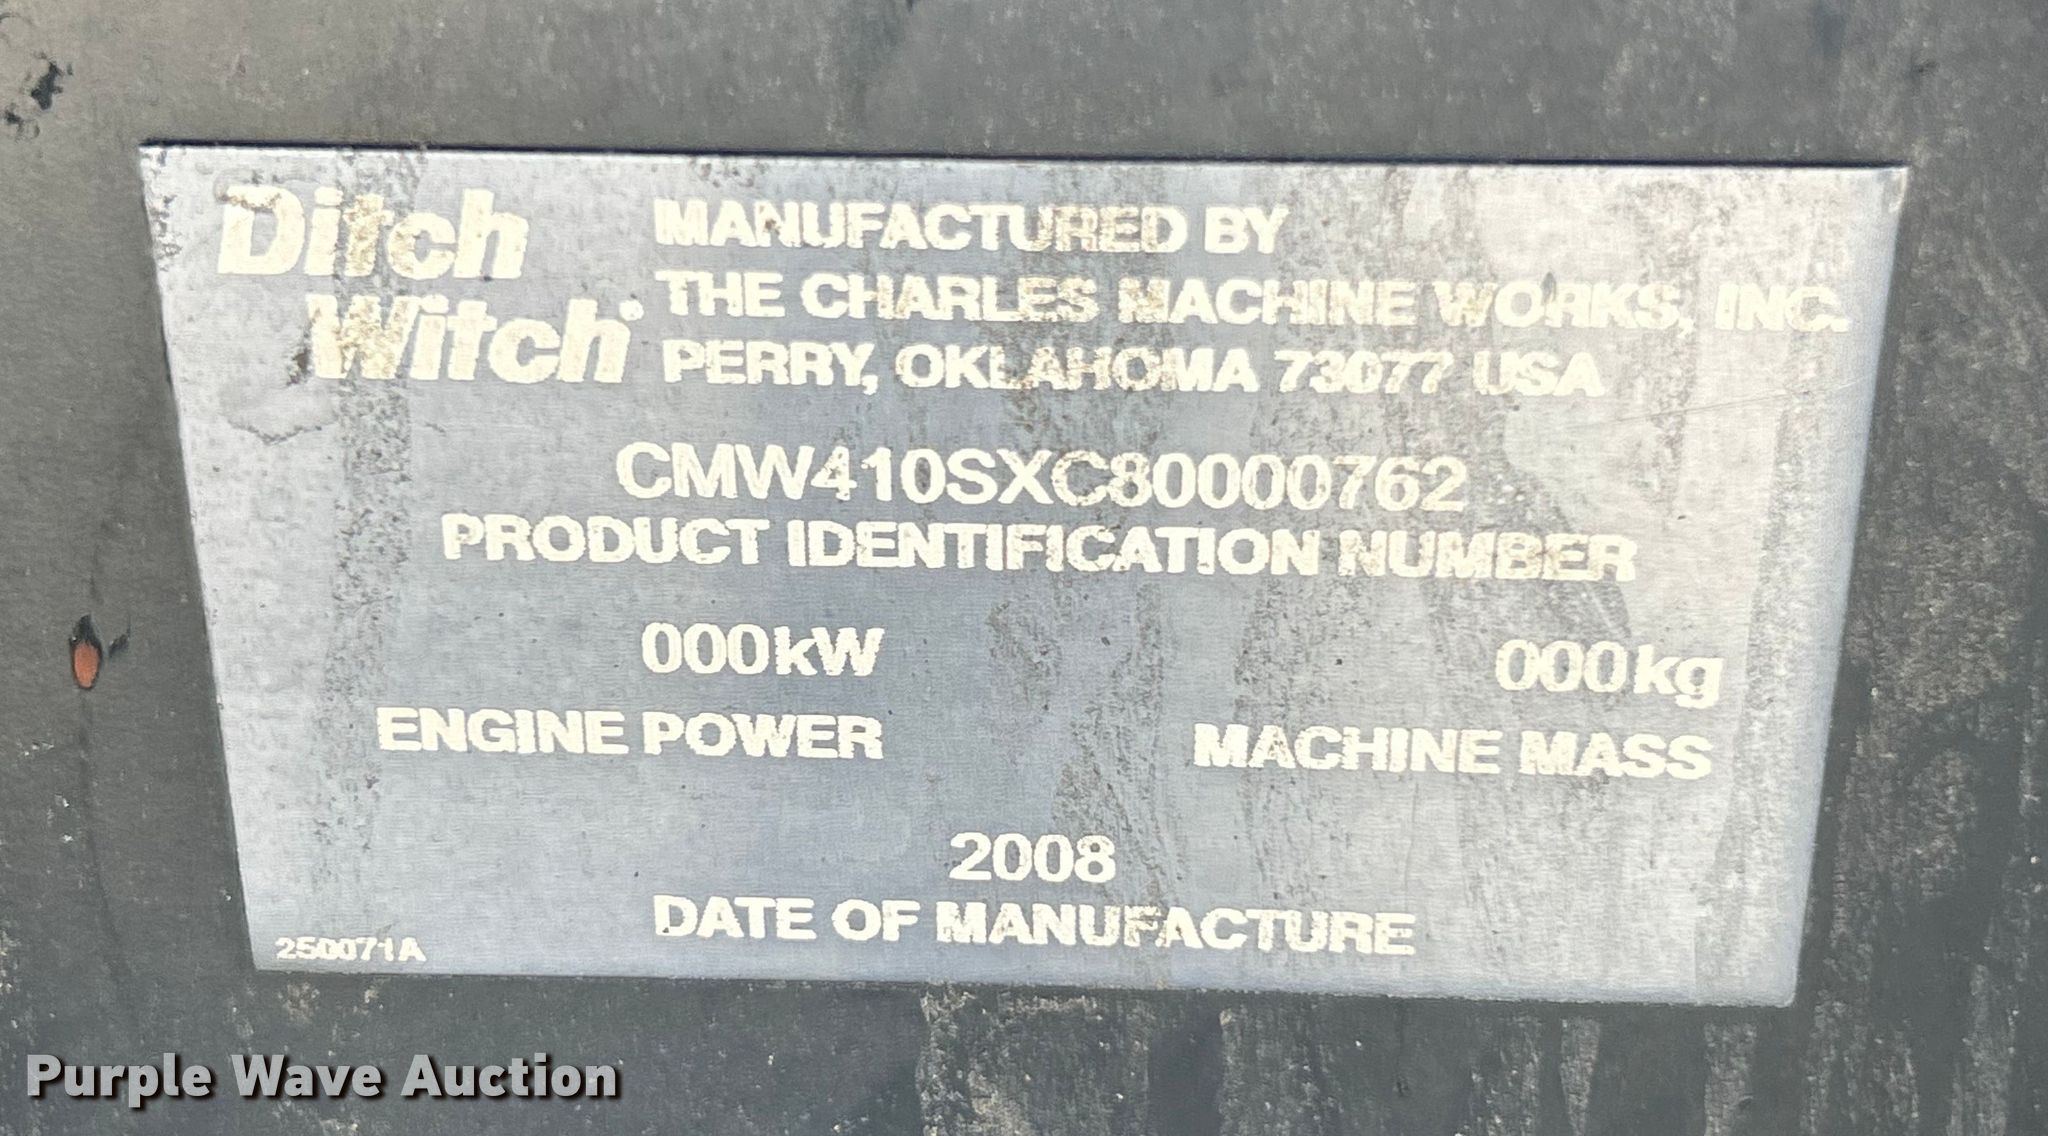 Ditch
Witch®
MANUFACTURED BY
THE CHARLES MACHINE WORKS, INC.
PERRY, OKLAHOMA 73077 USA
CMW410SXC80000762
PRODUCT IDENTIFICATION NUMBER
000kW
ENGINE POWER
000kg
MACHINE MASS
2008
DATE OF MANUFACTURE
250071A
Purple Wave Auction